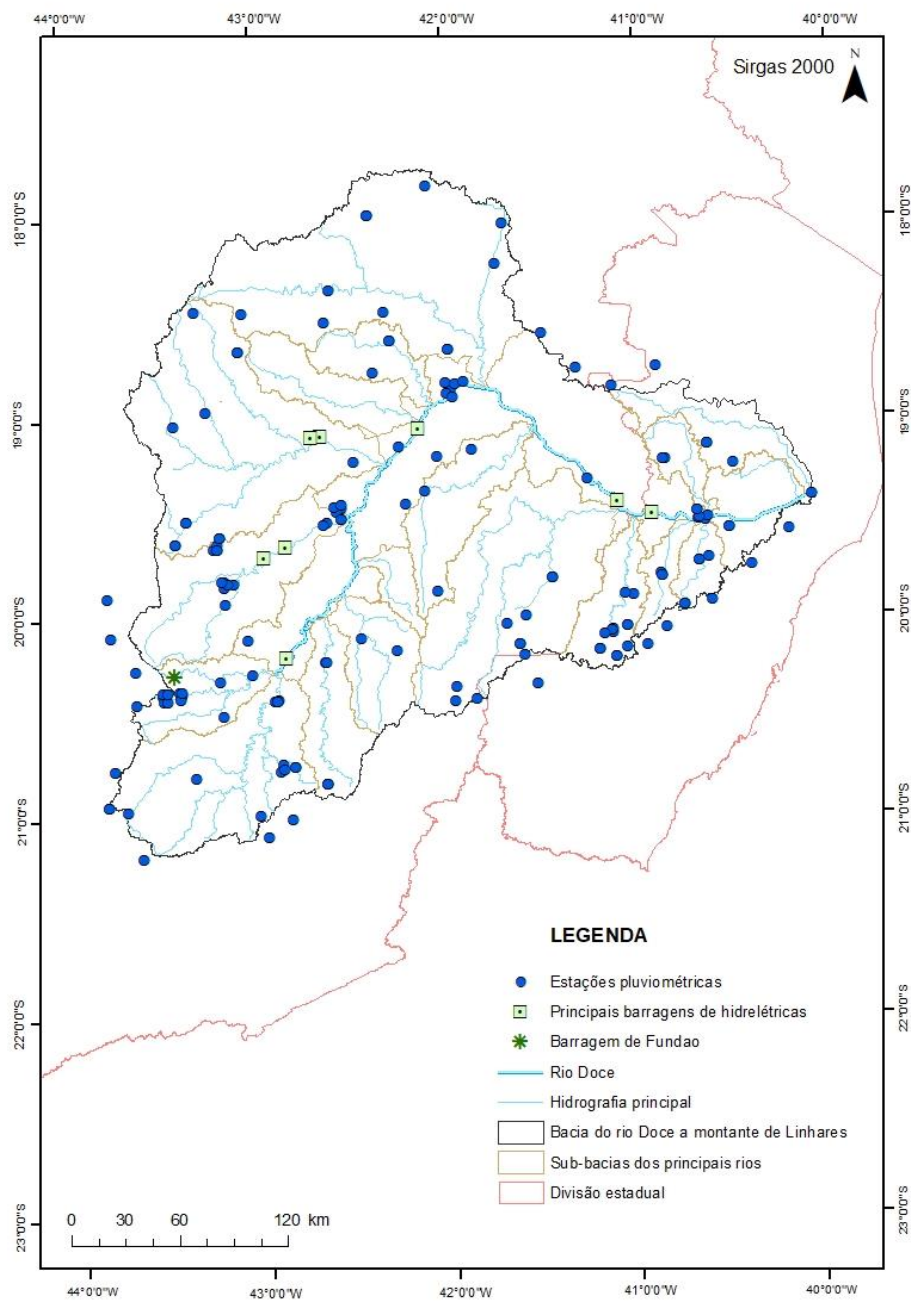 44°0'0"W 43°0'0"W 42°0'0"W 41°0'0"W 40°0'0"W
Sirgas 2000
N
18°0'0"S 18°0'0"S
19°0'0"S 19°0'0"S
20°0'0"S 20°0'0"S
21°0'0"S 21°0'0"S
LEGENDA
Estações pluviométricas
Principais barragens de hidrelétricas
22°0'0"S 22°0'0"S
Barragem de Fundao
Rio Doce
Hidrografia principal
Bacia do rio Doce a montante de Linhares
Sub-bacias dos principais rios
Divisão estadual
0 30 60 120 km
23°0'0"S 23°0'0"S
44°0'0"W 43°0'0"W 42°0'0"W 41°0'0"W 40°0'0"W